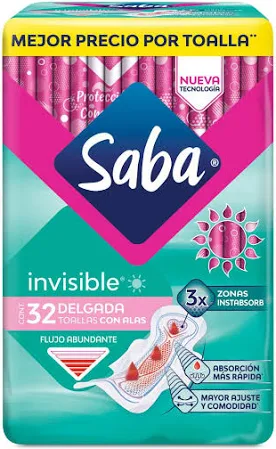 MEJOR PRECIO POR TOALLA**
NUEVA
TECNOLOGÍA
Saba®
invisible®
CONT. 32 DELGADA
TOALLAS CON ALAS
FLUJO ABUNDANTE
3x ZONAS
INSTABSORB
ABSORCIÓN
MÁS RÁPIDA*
MAYOR AJUSTE
Y COMODIDAD*